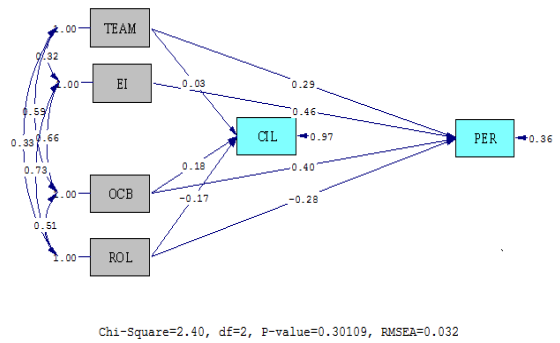 1.00 TEAM
0.32
1.00 EI
0.03
0.29
0.59
0.46
0.33
0.66
CIL
0.97
PER
0.36
0.73
0.18
0.40
1.00 OCB
-0.17
-0.28
0.51
1.00 ROL
Chi-Square=2.40, df=2, P-value=0.30109, RMSEA=0.032